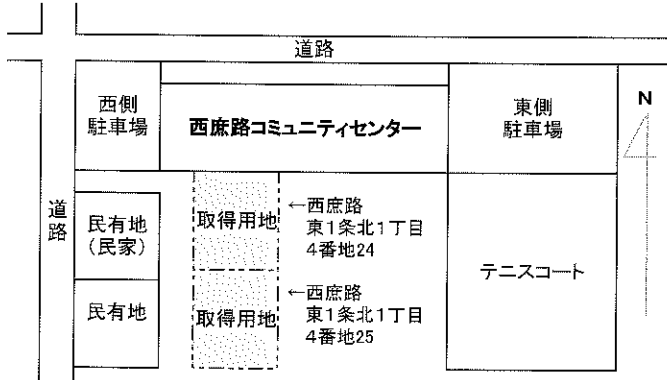 道路
西側
駐車場
西庶路コミュニティセンター
東側
駐車場
N
道
路
民有地
(民家)
取得用地
←西庶路
東1条北1丁目
4番地24
テニスコート
民有地
取得用地
←西庶路
東1条北1丁目
4番地25